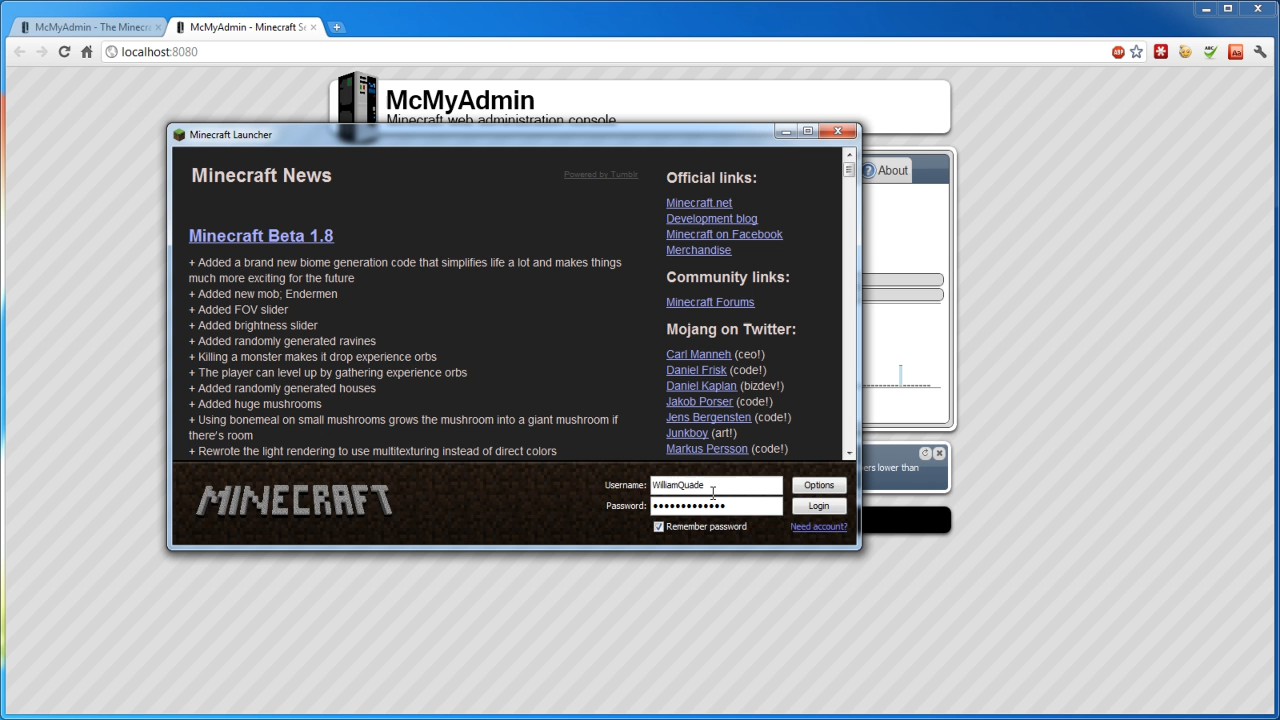 McMyAdmin - The Minecra
McMyAdmin - Minecraft Se
localhost:8080
ABP
ABC
Aa
McMyAdmin
Minecraft web administration console
About
ers lower than
Minecraft Launcher
Minecraft News
Powered by Tumblr
Minecraft Beta 1.8
+ Added a brand new biome generation code that simplifies life a lot and makes things
much more exciting for the future
+ Added new mob; Endermen
+ Added FOV slider
+ Added brightness slider
+ Added randomly generated ravines
+ Killing a monster makes it drop experience orbs
+ The player can level up by gathering experience orbs
+ Added randomly generated houses
+ Added huge mushrooms
+ Using bonemeal on small mushrooms grows the mushroom into a giant mushroom if
there's room
+ Rewrote the light rendering to use multitexturing instead of direct colors
Official links:
Minecraft.net
Development blog
Minecraft on Facebook
Merchandise
Community links:
Minecraft Forums
Mojang on Twitter:
Carl Manneh (ceo!)
Daniel Frisk (code!)
Daniel Kaplan (bizdev!)
Jakob Porser (code!)
Jens Bergensten (code!)
Junkboy (art!)
Markus Persson (code!)
MINECRAFT
Username: WilliamQuade
Options
Password: •••••••••••••
Login
Remember password
Need account?